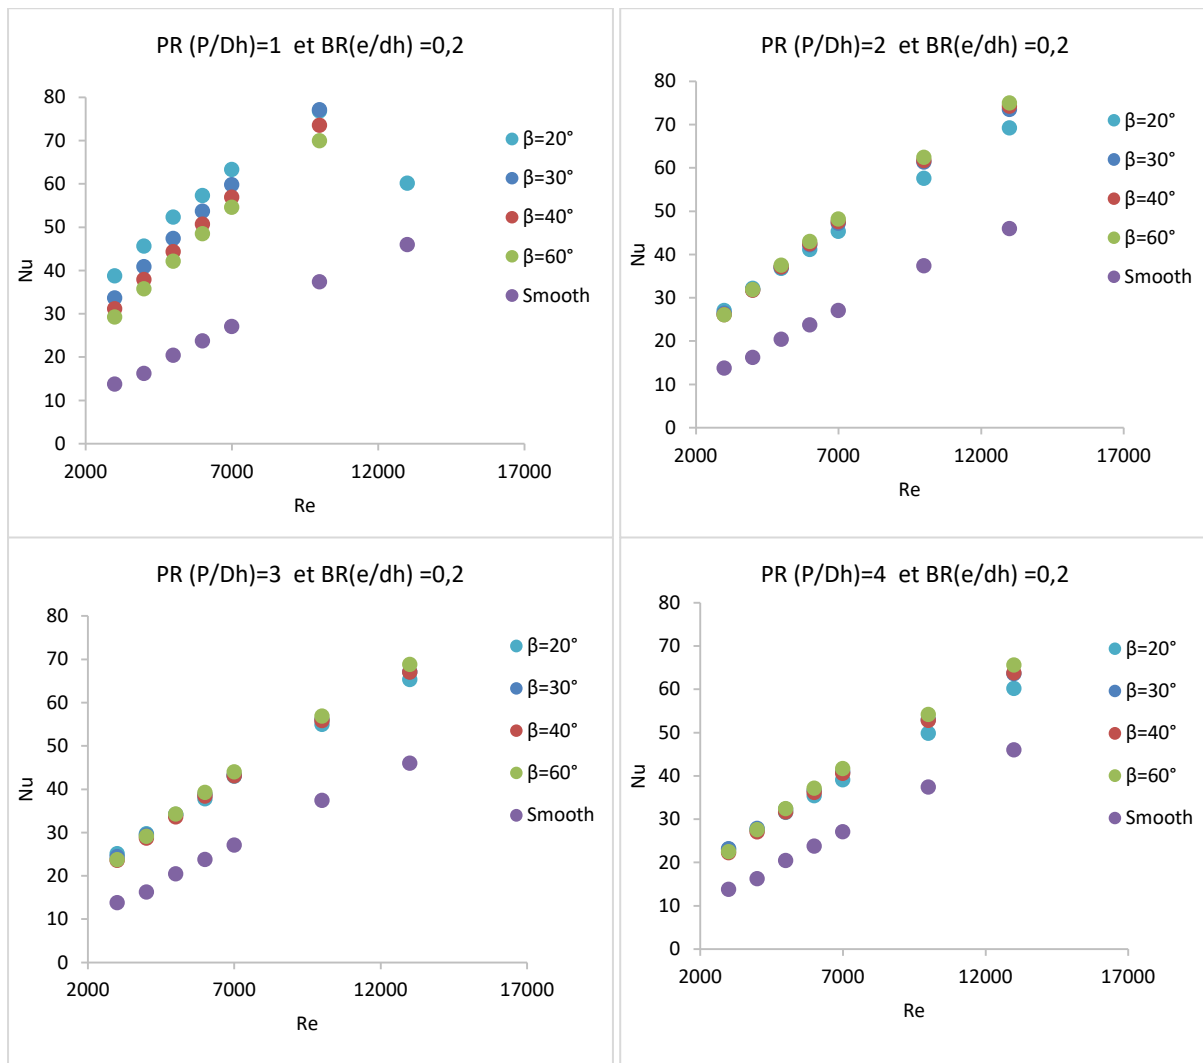 PR (P/Dh)=1 et BR(e/dh) =0,2
80
70
60
50
40
30
20
10
0
Nu
2000 7000 12000 17000
Re
β=20°
β=30°
β=40°
β=60°
Smooth
PR (P/Dh)=2 et BR(e/dh) =0,2
80
70
60
50
40
30
20
10
0
Nu
2000 7000 12000 17000
Re
β=20°
β=30°
β=40°
β=60°
Smooth
PR (P/Dh)=3 et BR(e/dh) =0,2
80
70
60
50
40
30
20
10
0
Nu
2000 7000 12000 17000
Re
β=20°
β=30°
β=40°
β=60°
Smooth
PR (P/Dh)=4 et BR(e/dh) =0,2
80
70
60
50
40
30
20
10
0
Nu
2000 7000 12000 17000
Re
β=20°
β=30°
β=40°
β=60°
Smooth